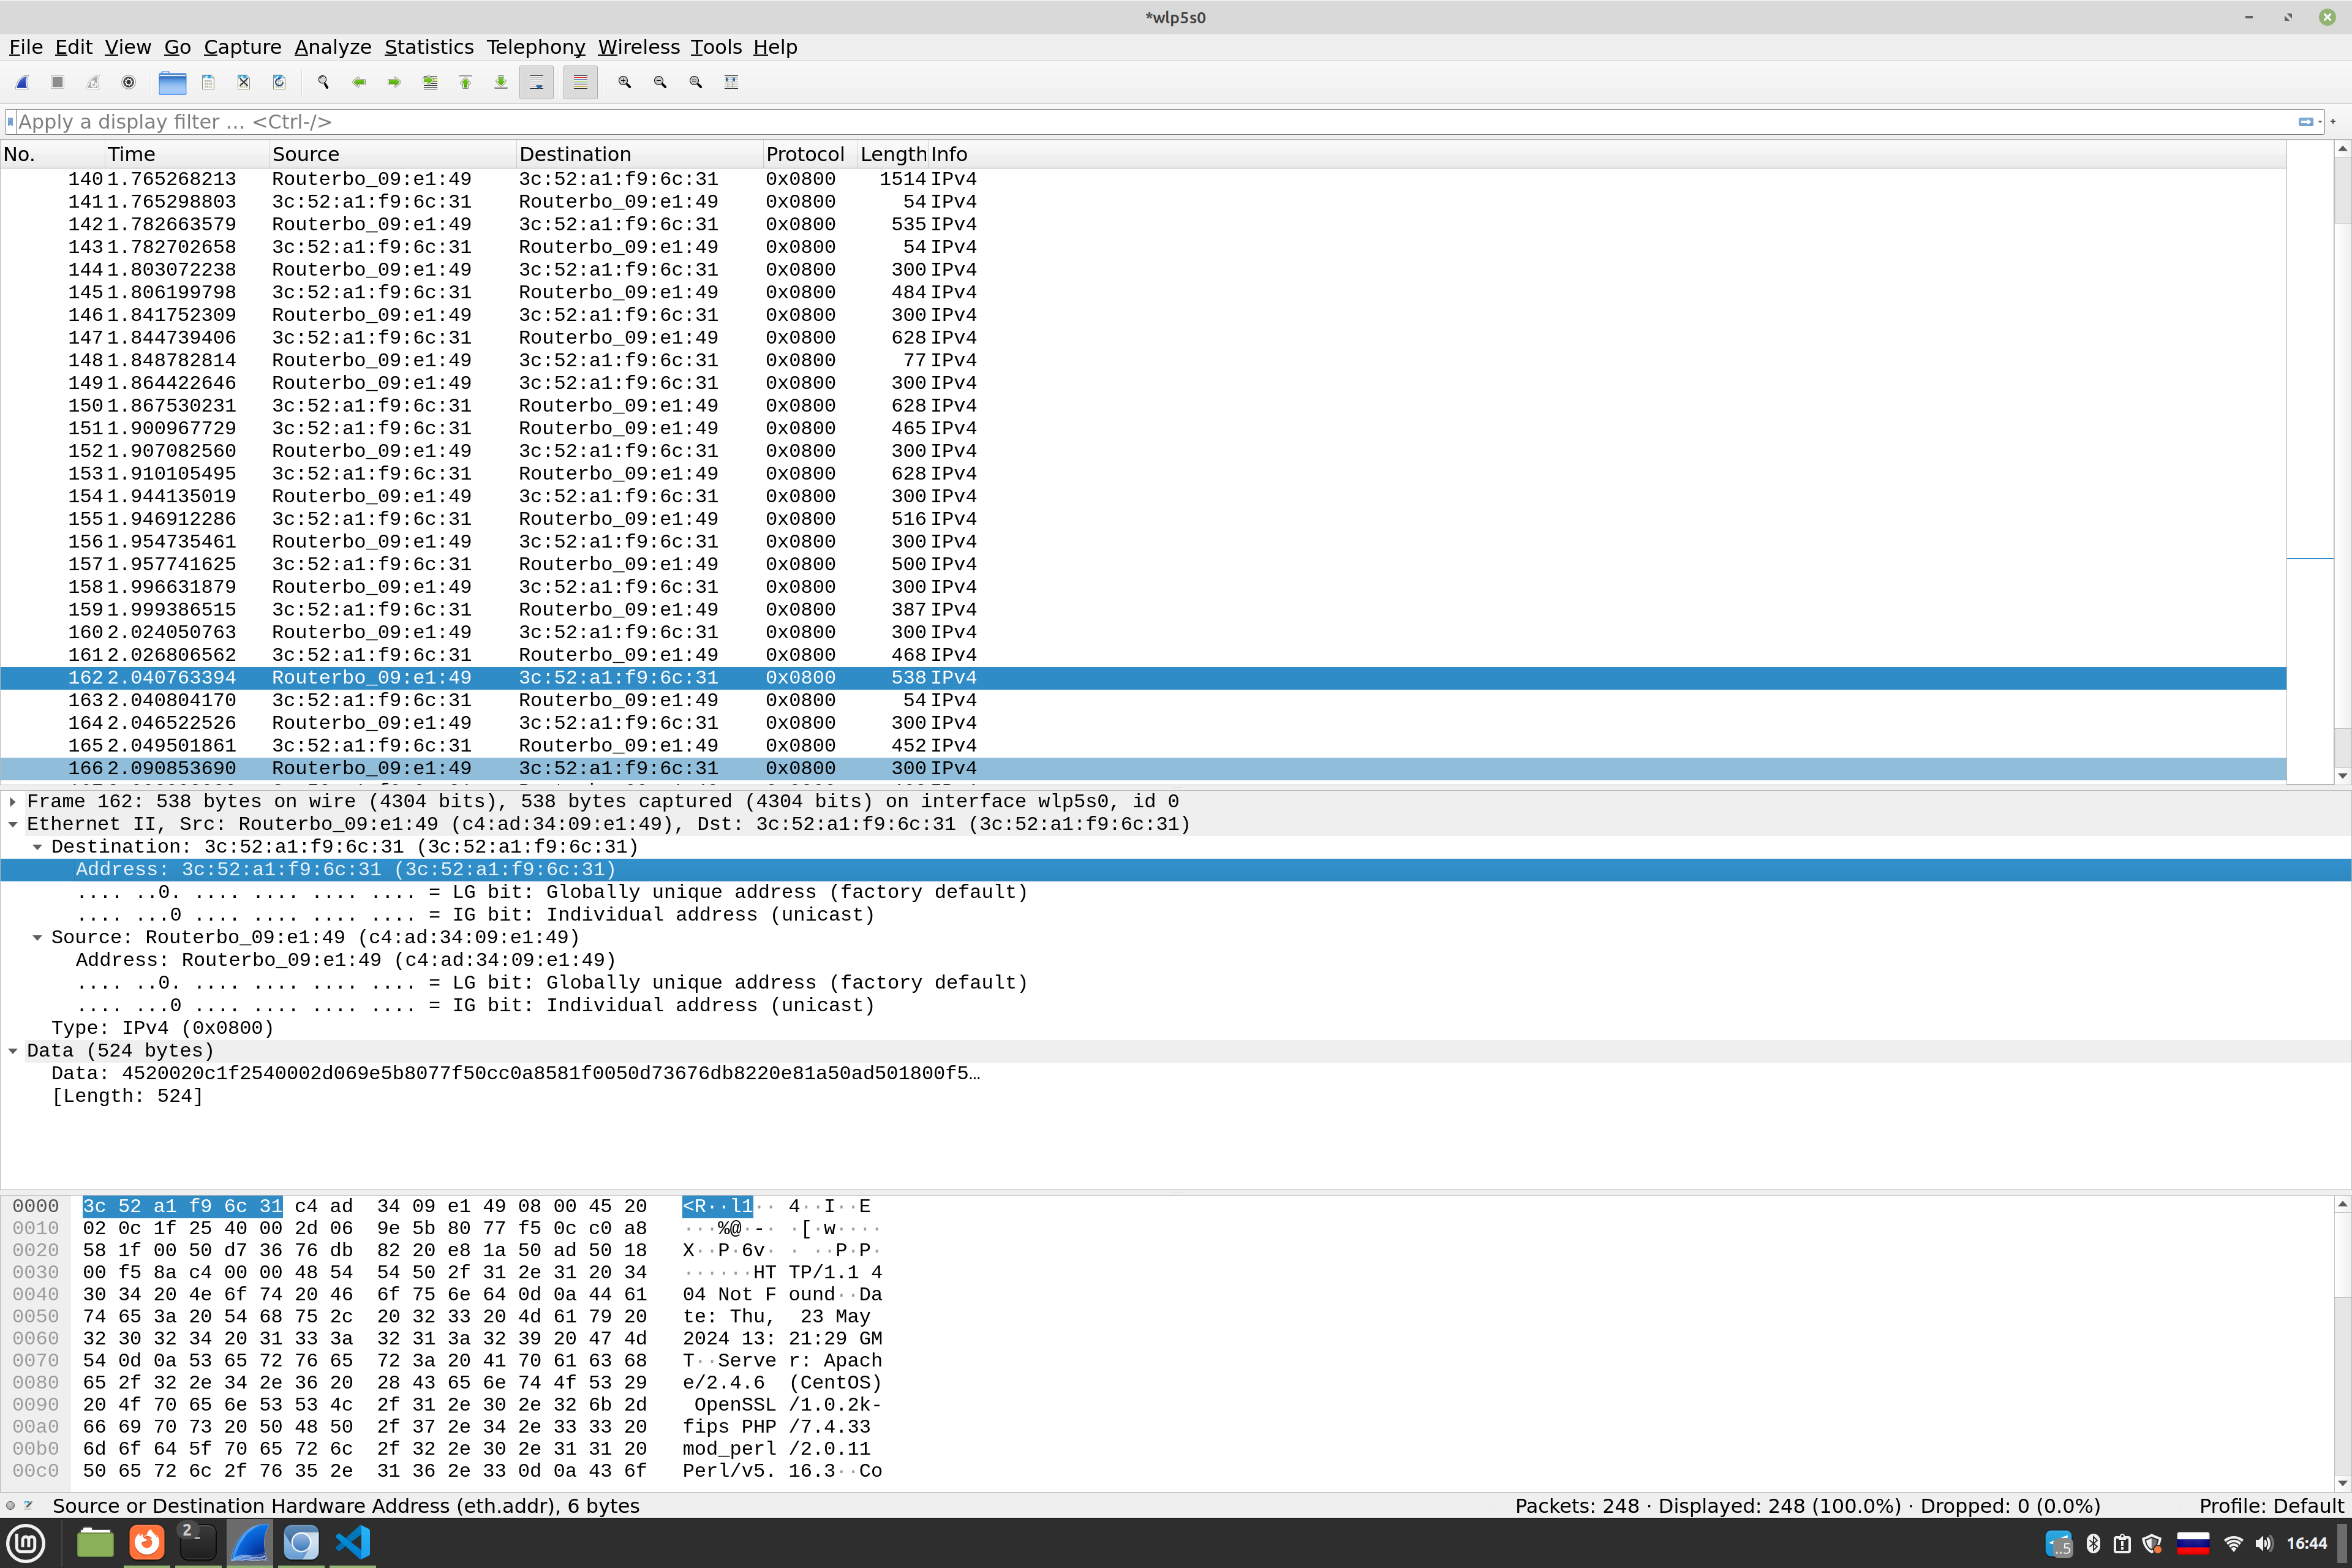 *wlp5s0
File Edit View Go Capture Analyze Statistics Telephony Wireless Tools Help
Apply a display filter ... <Ctrl-/>
No. Time Source Destination Protocol Length Info
140 1.765268213 Routerbo_09:e1:49 3c:52:a1:f9:6c:31 0x0800 1514 IPv4
141 1.765298803 3c:52:a1:f9:6c:31 Routerbo_09:e1:49 0x0800 54 IPv4
142 1.782663579 Routerbo_09:e1:49 3c:52:a1:f9:6c:31 0x0800 535 IPv4
143 1.782702658 3c:52:a1:f9:6c:31 Routerbo_09:e1:49 0x0800 54 IPv4
144 1.803072238 Routerbo_09:e1:49 3c:52:a1:f9:6c:31 0x0800 300 IPv4
145 1.806199798 3c:52:a1:f9:6c:31 Routerbo_09:e1:49 0x0800 484 IPv4
146 1.841752309 Routerbo_09:e1:49 3c:52:a1:f9:6c:31 0x0800 300 IPv4
147 1.844739406 3c:52:a1:f9:6c:31 Routerbo_09:e1:49 0x0800 628 IPv4
148 1.848782814 Routerbo_09:e1:49 3c:52:a1:f9:6c:31 0x0800 77 IPv4
149 1.864422646 Routerbo_09:e1:49 3c:52:a1:f9:6c:31 0x0800 300 IPv4
150 1.867530231 3c:52:a1:f9:6c:31 Routerbo_09:e1:49 0x0800 628 IPv4
151 1.900967729 Routerbo_09:e1:49 3c:52:a1:f9:6c:31 0x0800 465 IPv4
152 1.907082560 Routerbo_09:e1:49 3c:52:a1:f9:6c:31 0x0800 300 IPv4
153 1.910105495 3c:52:a1:f9:6c:31 Routerbo_09:e1:49 0x0800 628 IPv4
154 1.944135019 Routerbo_09:e1:49 3c:52:a1:f9:6c:31 0x0800 300 IPv4
155 1.946912286 3c:52:a1:f9:6c:31 Routerbo_09:e1:49 0x0800 516 IPv4
156 1.954735461 Routerbo_09:e1:49 3c:52:a1:f9:6c:31 0x0800 300 IPv4
157 1.957741625 3c:52:a1:f9:6c:31 Routerbo_09:e1:49 0x0800 500 IPv4
158 1.996631879 Routerbo_09:e1:49 3c:52:a1:f9:6c:31 0x0800 300 IPv4
159 1.999386515 3c:52:a1:f9:6c:31 Routerbo_09:e1:49 0x0800 387 IPv4
160 2.024050763 Routerbo_09:e1:49 3c:52:a1:f9:6c:31 0x0800 300 IPv4
161 2.026806562 3c:52:a1:f9:6c:31 Routerbo_09:e1:49 0x0800 468 IPv4
162 2.040763394 Routerbo_09:e1:49 3c:52:a1:f9:6c:31 0x0800 538 IPv4
163 2.040804170 3c:52:a1:f9:6c:31 Routerbo_09:e1:49 0x0800 54 IPv4
164 2.046522526 Routerbo_09:e1:49 3c:52:a1:f9:6c:31 0x0800 300 IPv4
165 2.049501861 3c:52:a1:f9:6c:31 Routerbo_09:e1:49 0x0800 452 IPv4
166 2.090853690 Routerbo_09:e1:49 3c:52:a1:f9:6c:31 0x0800 300 IPv4
Frame 162: 538 bytes on wire (4304 bits), 538 bytes captured (4304 bits) on interface wlp5s0, id 0
Ethernet II, Src: Routerbo_09:e1:49 (c4:ad:34:09:e1:49), Dst: 3c:52:a1:f9:6c:31 (3c:52:a1:f9:6c:31)
Destination: 3c:52:a1:f9:6c:31 (3c:52:a1:f9:6c:31)
Address: 3c:52:a1:f9:6c:31 (3c:52:a1:f9:6c:31)
.... ..0. .... .... .... .... = LG bit: Globally unique address (factory default)
.... ...0 .... .... .... .... = IG bit: Individual address (unicast)
Source: Routerbo_09:e1:49 (c4:ad:34:09:e1:49)
Address: Routerbo_09:e1:49 (c4:ad:34:09:e1:49)
.... ..0. .... .... .... .... = LG bit: Globally unique address (factory default)
.... ...0 .... .... .... .... = IG bit: Individual address (unicast)
Type: IPv4 (0x0800)
Data (524 bytes)
Data: 4520020c1f2540002d069e5b8077f50cc0a8581f0050d73676db8220e81a50ad501800f5…
[Length: 524]
0000 3c 52 a1 f9 6c 31 c4 ad 34 09 e1 49 08 00 45 20 <R··l1·· 4··I··E
0010 02 0c 1f 25 40 00 2d 06 9e 5b 80 77 f5 0c c0 a8 ···%@·-· ·[·w····
0020 58 1f 00 50 d7 36 76 db 82 20 e8 1a 50 ad 50 18 X··P·6v· · ··P·P·
0030 00 f5 8a c4 00 00 48 54 54 50 2f 31 2e 31 20 34 ······HT TP/1.1 4
0040 30 34 20 4e 6f 74 20 46 6f 75 6e 64 0d 0a 44 61 04 Not F ound··Da
0050 74 65 3a 20 54 68 75 2c 20 32 33 20 4d 61 79 20 te: Thu, 23 May
0060 32 30 32 34 20 31 33 3a 32 31 3a 32 39 20 47 4d 2024 13: 21:29 GM
0070 54 0d 0a 53 65 72 76 65 72 3a 20 41 70 61 63 68 T··Serve r: Apach
0080 65 2f 32 2e 34 2e 36 20 28 43 65 6e 74 4f 53 29 e/2.4.6 (CentOS)
0090 20 4f 70 65 6e 53 53 4c 2f 31 2e 30 2e 32 6b 2d OpenSSL /1.0.2k-
00a0 66 69 70 73 20 50 48 50 2f 37 2e 34 2e 33 33 20 fips PHP /7.4.33
00b0 6d 6f 64 5f 70 65 72 6c 2f 32 2e 30 2e 31 31 20 mod_perl /2.0.11
00c0 50 65 72 6c 2f 76 35 2e 31 36 2e 33 0d 0a 43 6f Perl/v5. 16.3··Co
Source or Destination Hardware Address (eth.addr), 6 bytes Packets: 248 · Displayed: 248 (100.0%) · Dropped: 0 (0.0%) Profile: Default
2 ..5 16:44